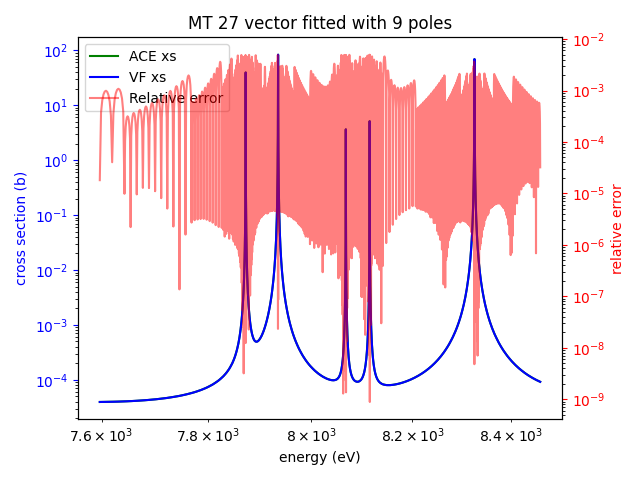 MT 27 vector fitted with 9 poles
ACE xs
VF xs
Relative error
cross section (b)
10² 10¹ 10⁰ 10⁻¹ 10⁻² 10⁻³ 10⁻⁴
10⁻² 10⁻³ 10⁻⁴ 10⁻⁵ 10⁻⁶ 10⁻⁷ 10⁻⁸ 10⁻⁹
relative error
7.6 × 10³ 7.8 × 10³ 8 × 10³ 8.2 × 10³ 8.4 × 10³
energy (eV)